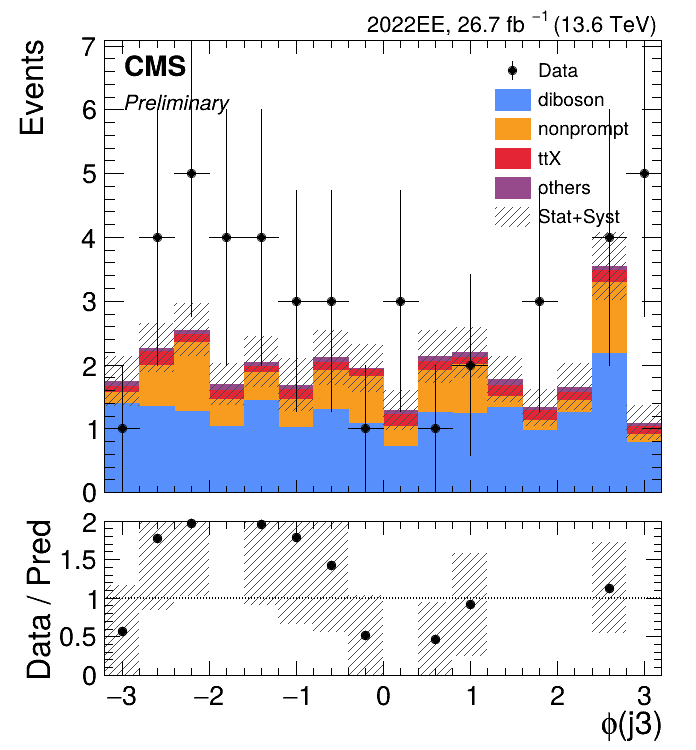 2022EE, 26.7 fb⁻¹ (13.6 TeV)
CMS
Preliminary
Events
Data
diboson
nonprompt
ttX
others
Stat+Syst
7
6
5
4
3
2
1
0
Data / Pred
2
1.5
1
0.5
0
−3 −2 −1 0 1 2 3
ϕ(j3)